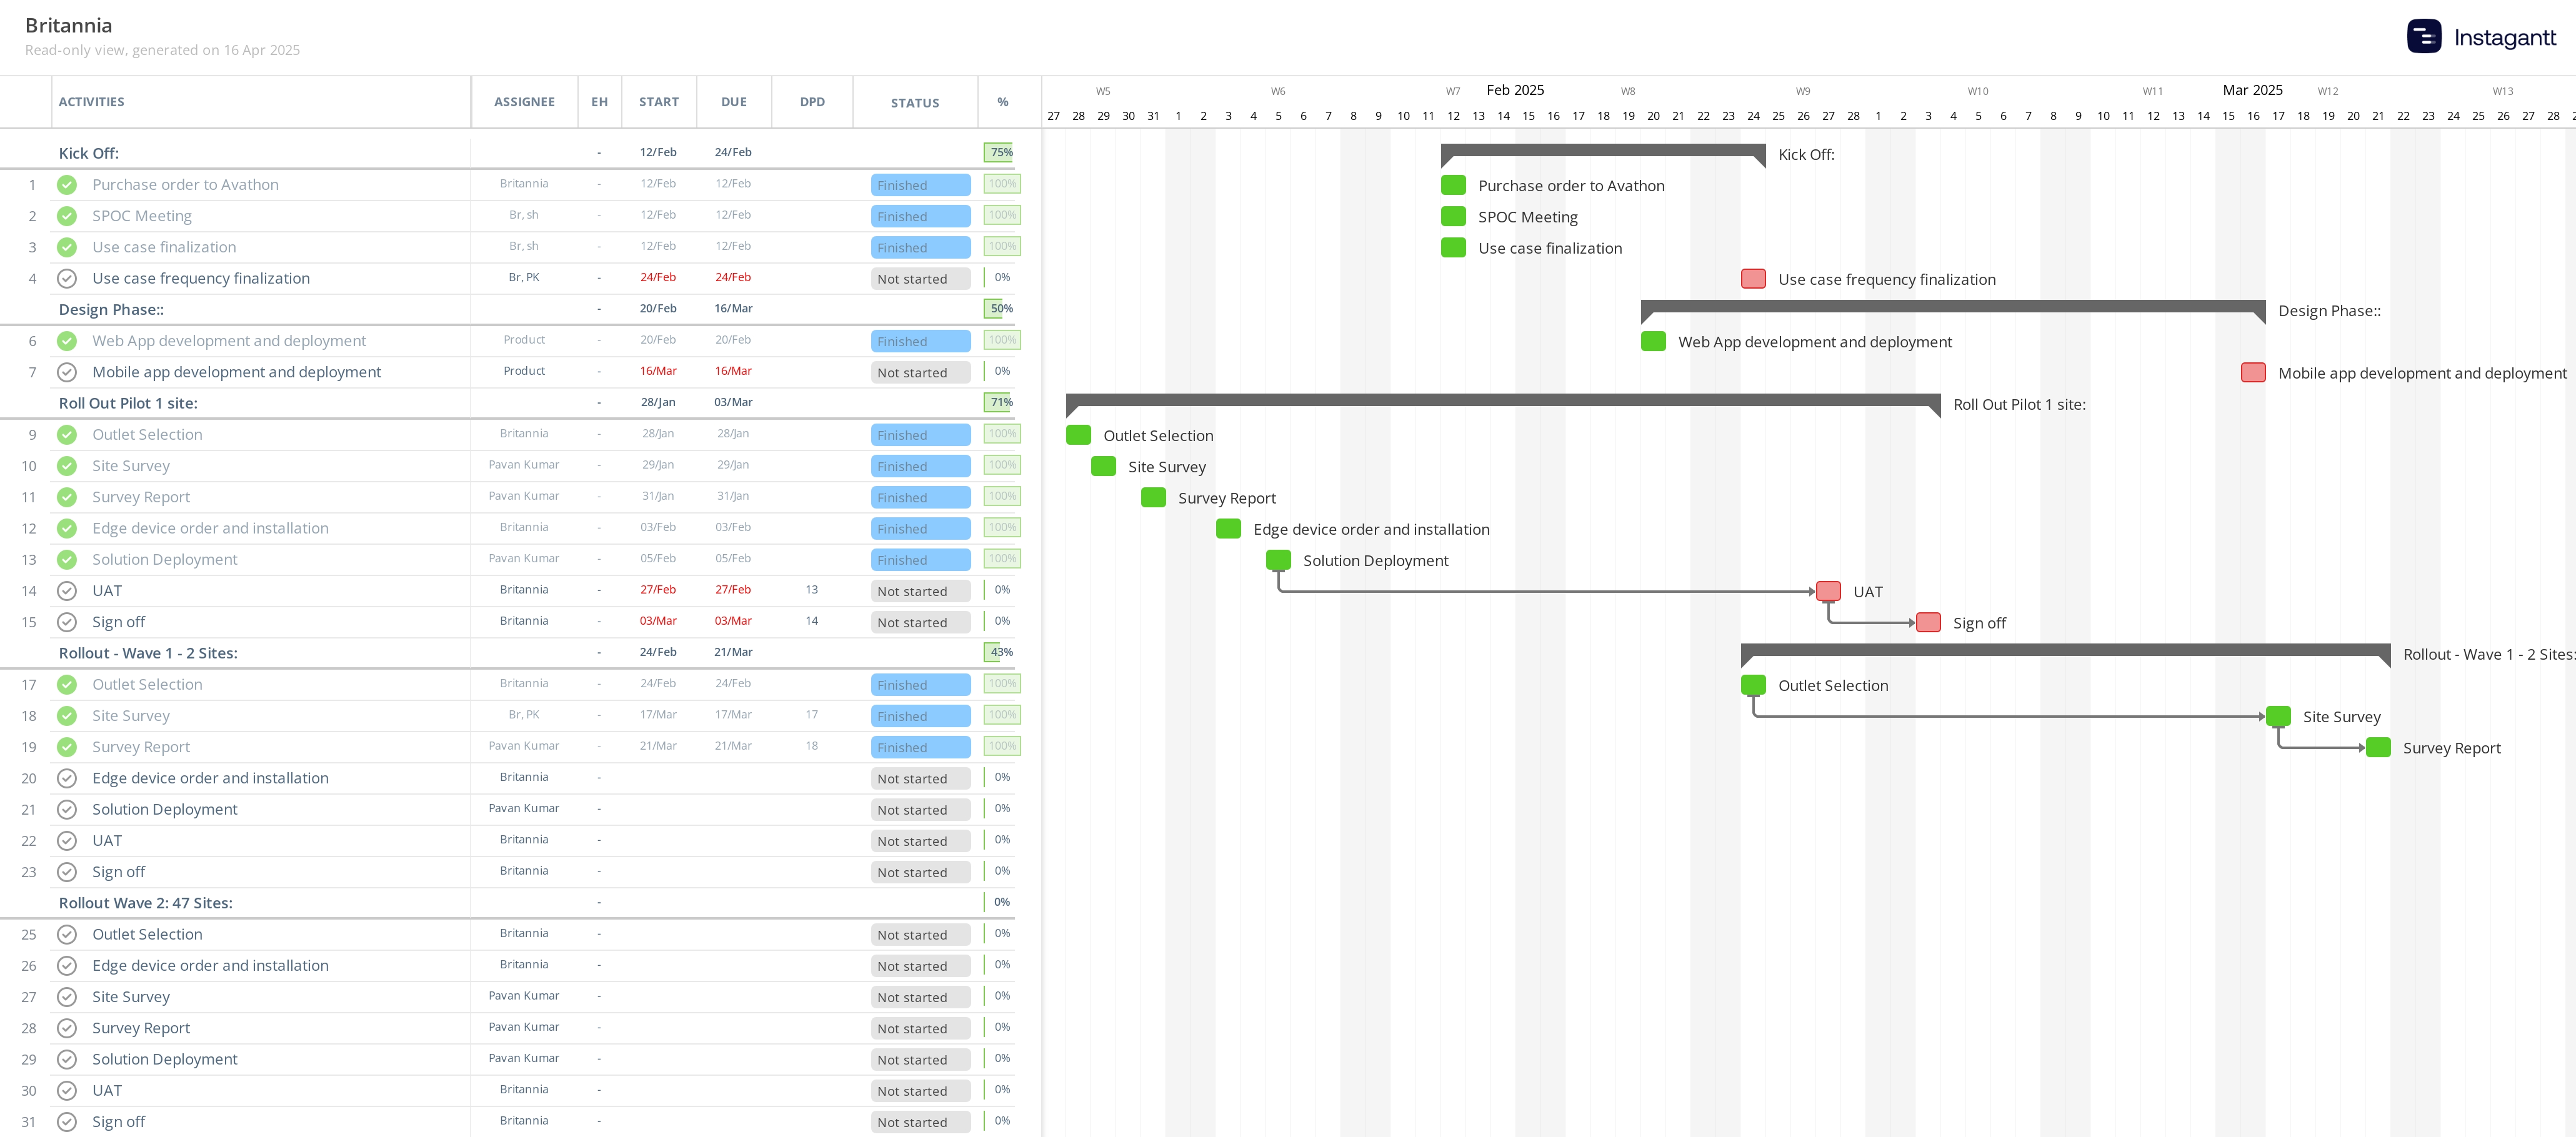 Britannia
Read-only view, generated on 16 Apr 2025
Instagantt
ACTIVITIES ASSIGNEE EH START DUE DPD STATUS %
W5 W6 W7 Feb 2025 W8 W9 W10 W11 Mar 2025 W12 W13
27 28 29 30 31 1 2 3 4 5 6 7 8 9 10 11 12 13 14 15 16 17 18 19 20 21 22 23 24 25 26 27 28 1 2 3 4 5 6 7 8 9 10 11 12 13 14 15 16 17 18 19 20 21 22 23 24 25 26 27 28
Kick Off: - 12/Feb 24/Feb 75% Kick Off:
1 Purchase order to Avathon Britannia - 12/Feb 12/Feb Finished 100% Purchase order to Avathon
2 SPOC Meeting Br, sh - 12/Feb 12/Feb Finished 100% SPOC Meeting
3 Use case finalization Br, sh - 12/Feb 12/Feb Finished 100% Use case finalization
4 Use case frequency finalization Br, PK - 24/Feb 24/Feb Not started 0% Use case frequency finalization
Design Phase:: - 20/Feb 16/Mar 50% Design Phase::
6 Web App development and deployment Product - 20/Feb 20/Feb Finished 100% Web App development and deployment
7 Mobile app development and deployment Product - 16/Mar 16/Mar Not started 0% Mobile app development and deployment
Roll Out Pilot 1 site: - 28/Jan 03/Mar 71% Roll Out Pilot 1 site:
9 Outlet Selection Britannia - 28/Jan 28/Jan Finished 100% Outlet Selection
10 Site Survey Pavan Kumar - 29/Jan 29/Jan Finished 100% Site Survey
11 Survey Report Pavan Kumar - 31/Jan 31/Jan Finished 100% Survey Report
12 Edge device order and installation Britannia - 03/Feb 03/Feb Finished 100% Edge device order and installation
13 Solution Deployment Pavan Kumar - 05/Feb 05/Feb Finished 100% Solution Deployment
14 UAT Britannia - 27/Feb 27/Feb 13 Not started 0% UAT
15 Sign off Britannia - 03/Mar 03/Mar 14 Not started 0% Sign off
Rollout - Wave 1 - 2 Sites: - 24/Feb 21/Mar 43% Rollout - Wave 1 - 2 Sites:
17 Outlet Selection Britannia - 24/Feb 24/Feb Finished 100% Outlet Selection
18 Site Survey Br, PK - 17/Mar 17/Mar 17 Finished 100% Site Survey
19 Survey Report Pavan Kumar - 21/Mar 21/Mar 18 Finished 100% Survey Report
20 Edge device order and installation Britannia - Not started 0%
21 Solution Deployment Pavan Kumar - Not started 0%
22 UAT Britannia - Not started 0%
23 Sign off Britannia - Not started 0%
Rollout Wave 2: 47 Sites: - 0%
25 Outlet Selection Britannia - Not started 0%
26 Edge device order and installation Britannia - Not started 0%
27 Site Survey Pavan Kumar - Not started 0%
28 Survey Report Pavan Kumar - Not started 0%
29 Solution Deployment Pavan Kumar - Not started 0%
30 UAT Britannia - Not started 0%
31 Sign off Britannia - Not started 0%